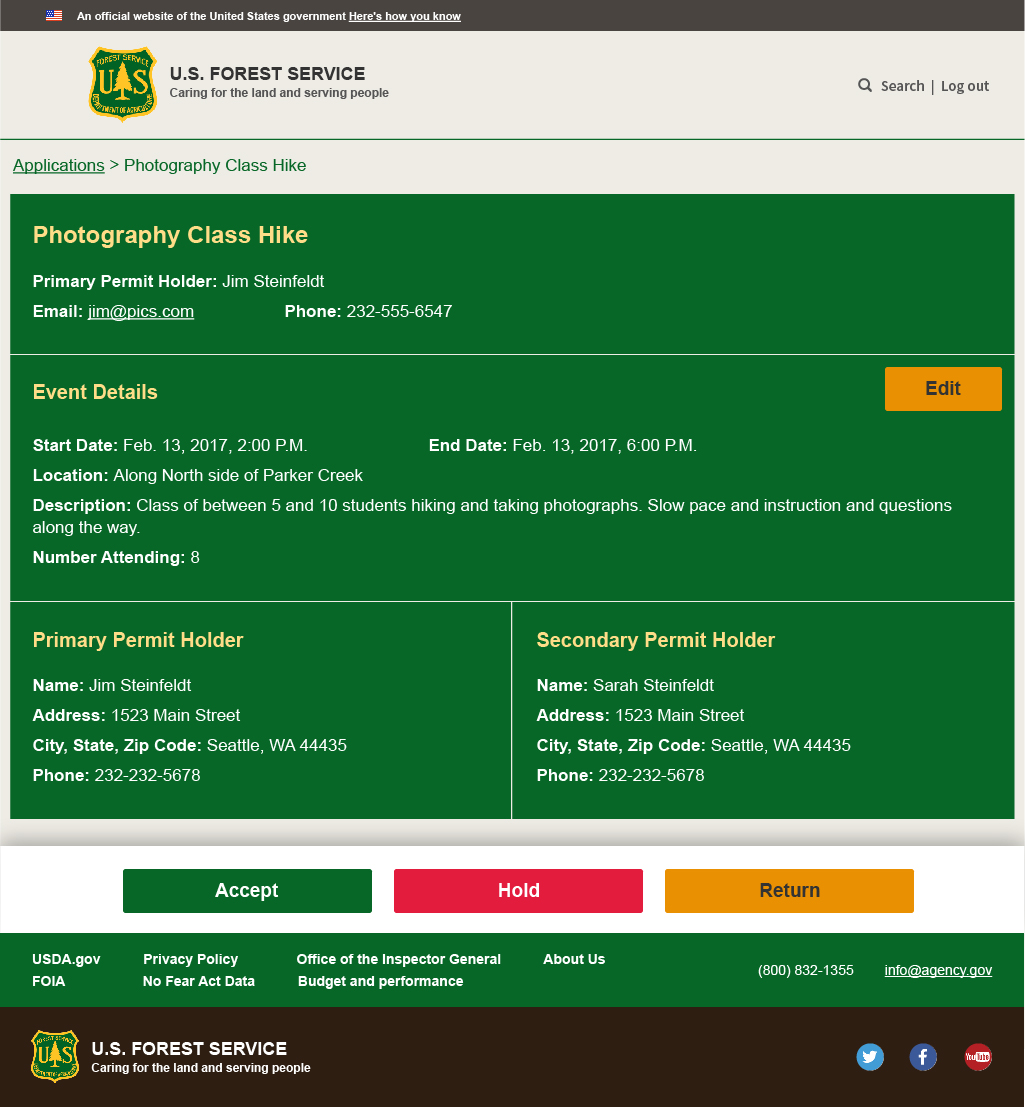 An official website of the United States government Here's how you know
FOREST SERVICE
U S
DEPARTMENT OF AGRICULTURE
U.S. FOREST SERVICE
Caring for the land and serving people
Search | Log out
Applications > Photography Class Hike
Photography Class Hike
Primary Permit Holder: Jim Steinfeldt
Email: jim@pics.com Phone: 232-555-6547
Event Details
Edit
Start Date: Feb. 13, 2017, 2:00 P.M. End Date: Feb. 13, 2017, 6:00 P.M.
Location: Along North side of Parker Creek
Description: Class of between 5 and 10 students hiking and taking photographs. Slow pace and instruction and questions
along the way.
Number Attending: 8
Primary Permit Holder
Name: Jim Steinfeldt
Address: 1523 Main Street
City, State, Zip Code: Seattle, WA 44435
Phone: 232-232-5678
Secondary Permit Holder
Name: Sarah Steinfeldt
Address: 1523 Main Street
City, State, Zip Code: Seattle, WA 44435
Phone: 232-232-5678
Accept Hold Return
USDA.gov Privacy Policy Office of the Inspector General About Us
FOIA No Fear Act Data Budget and performance
(800) 832-1355 info@agency.gov
FOREST SERVICE
U S
DEPARTMENT OF AGRICULTURE
U.S. FOREST SERVICE
Caring for the land and serving people
YouTube